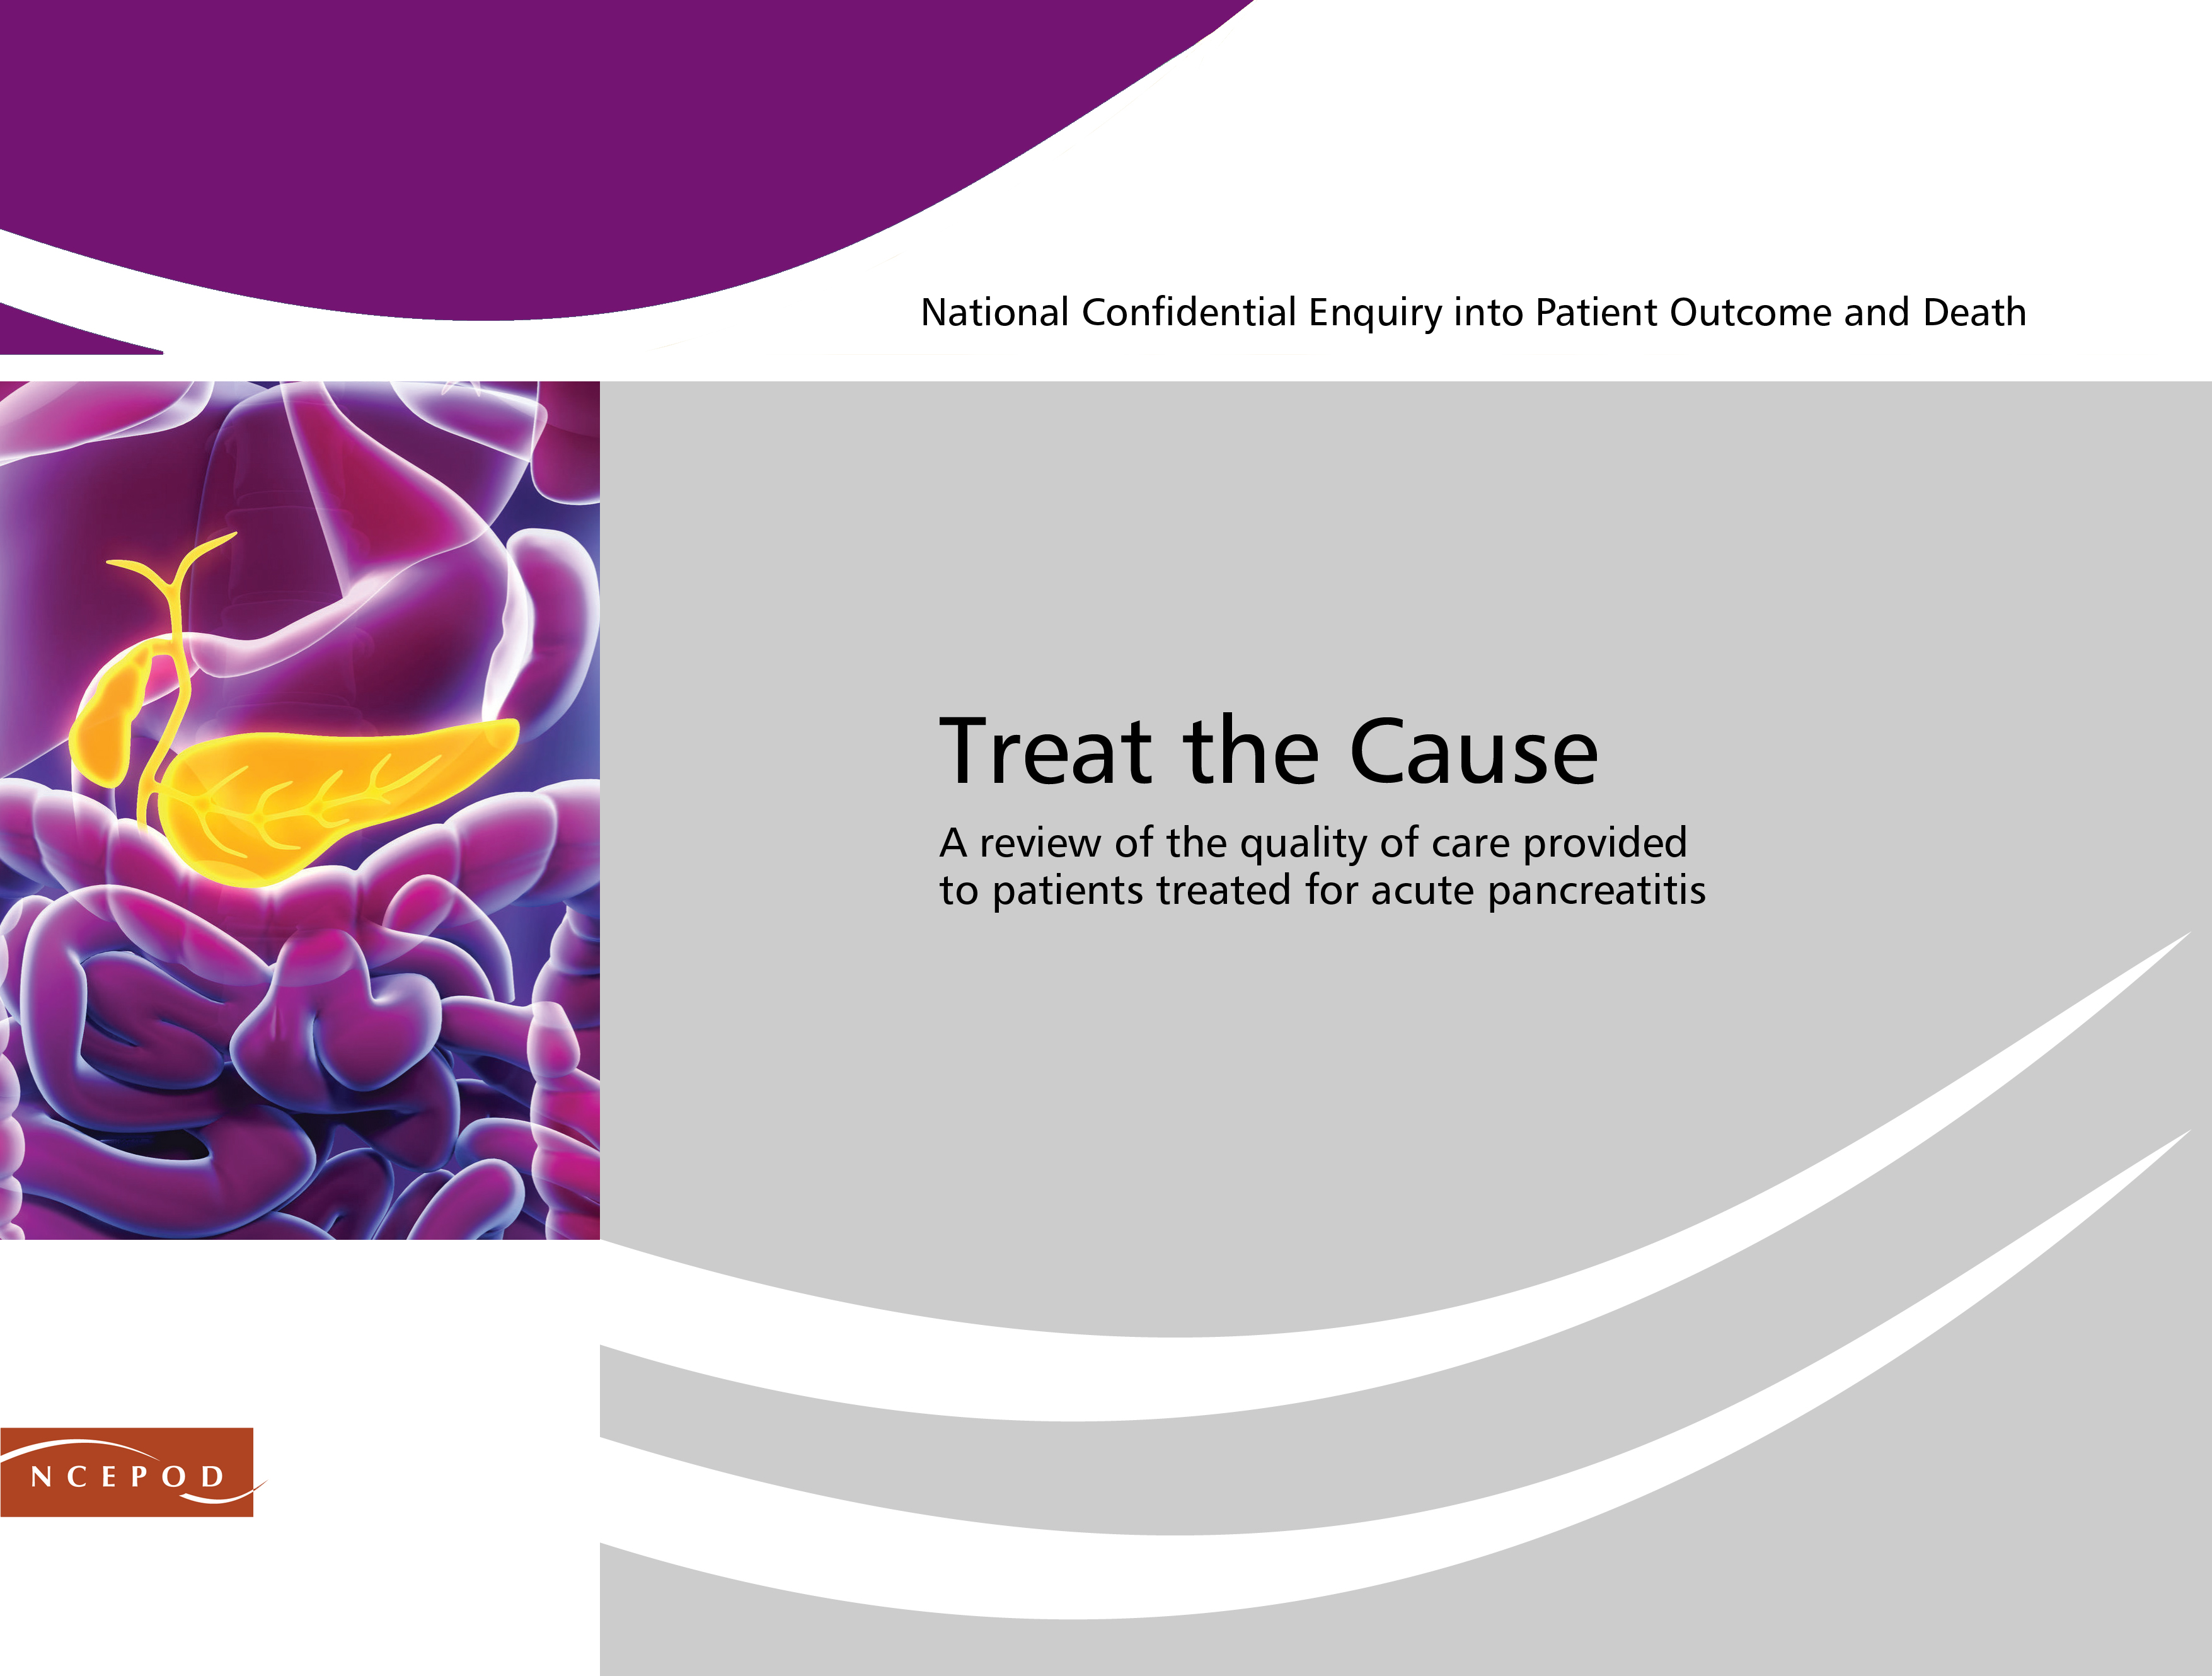 National Confidential Enquiry into Patient Outcome and Death
Treat the Cause
A review of the quality of care provided
to patients treated for acute pancreatitis
NCEPOD